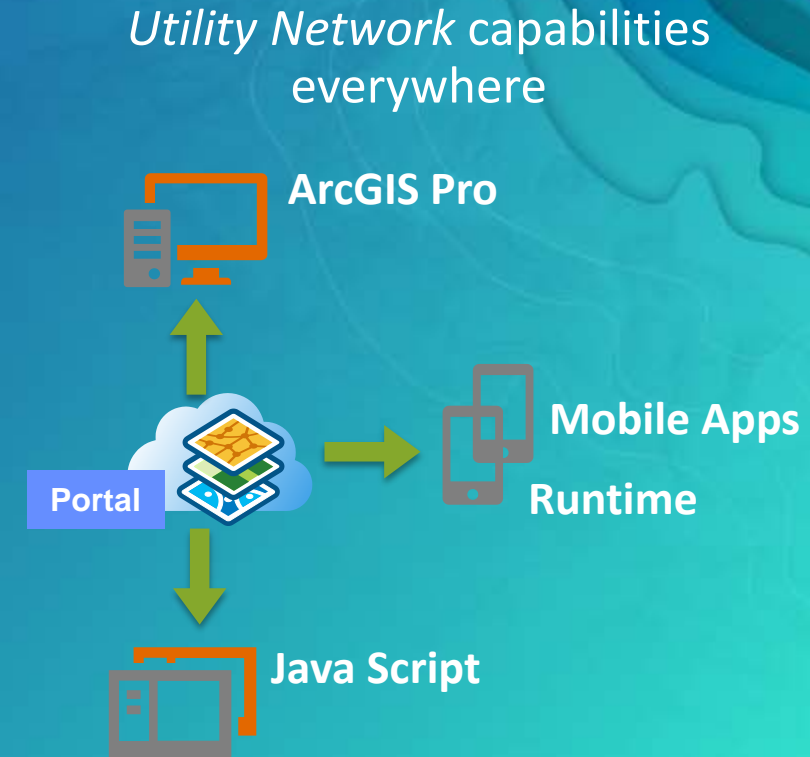 Utility Network capabilities
everywhere
ArcGIS Pro
Mobile Apps
Portal
Runtime
Java Script